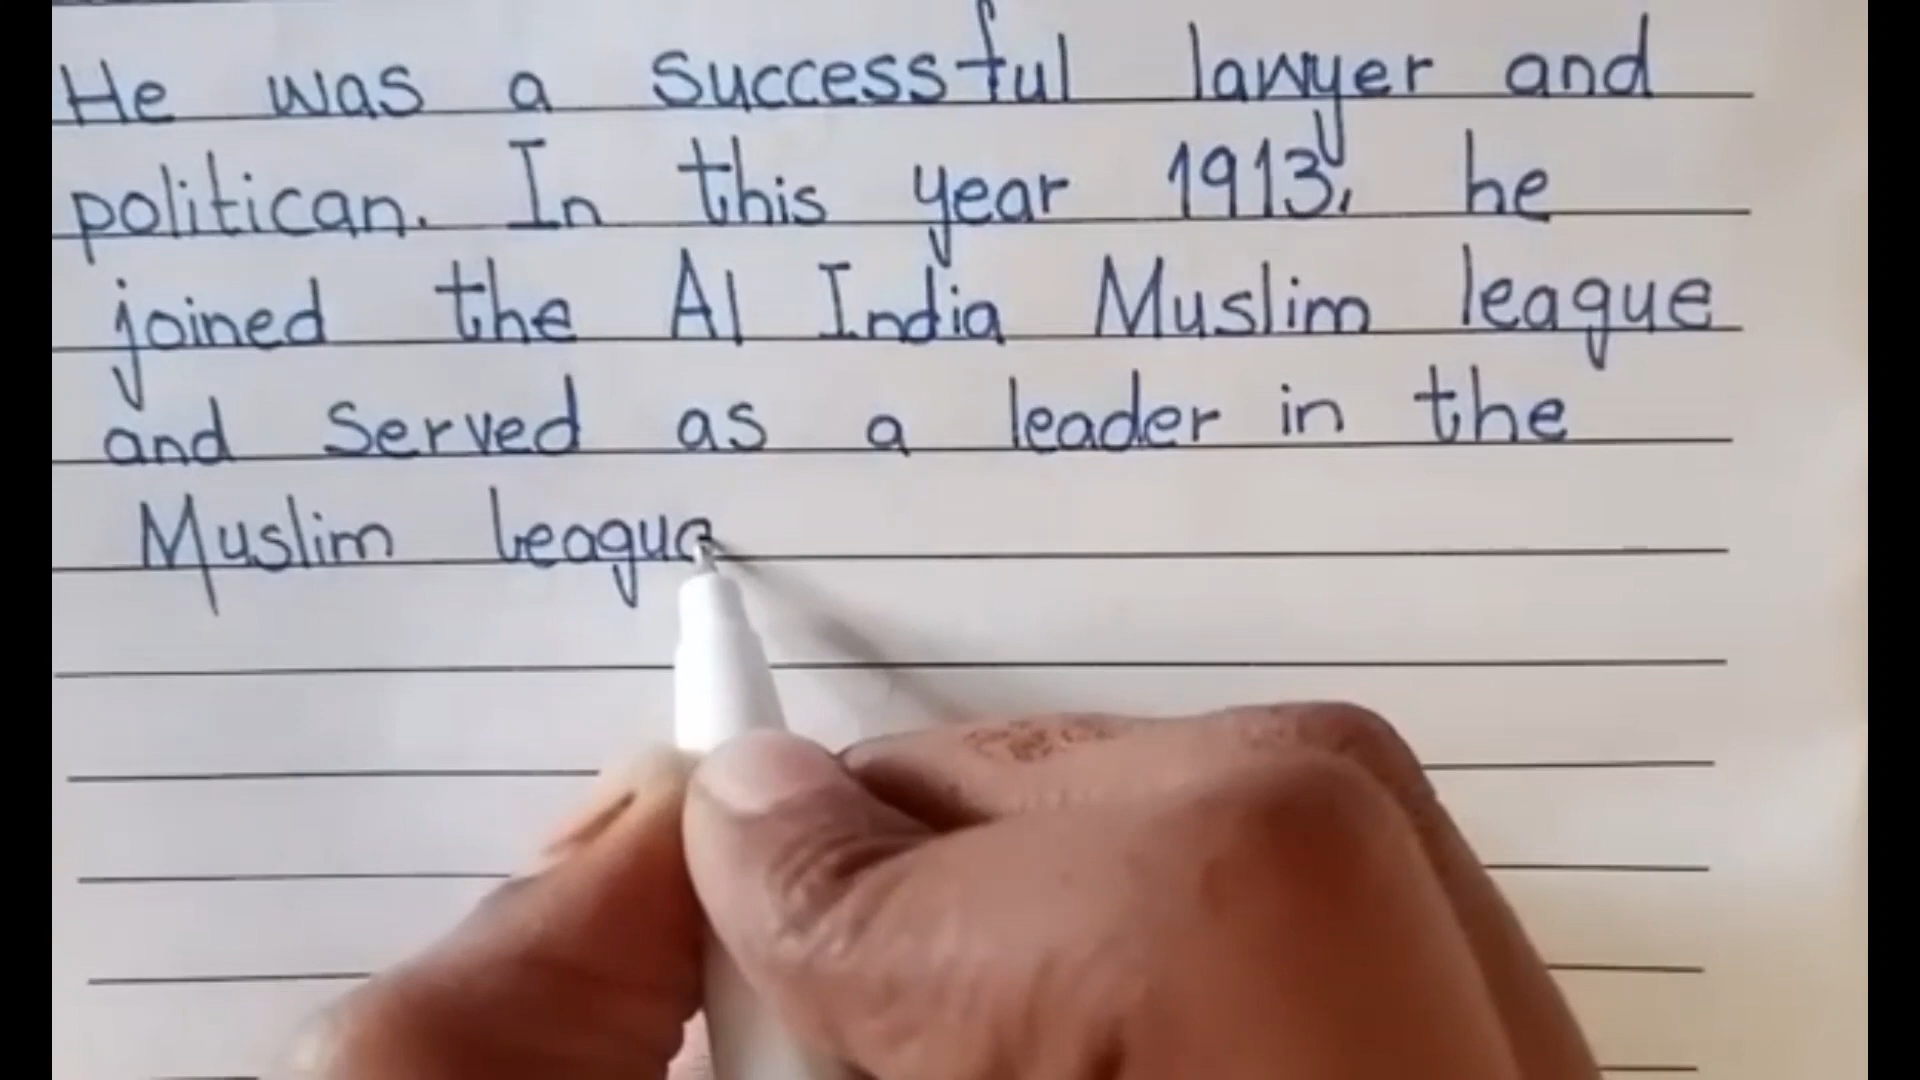 He was a successful lawyer and
politican. In this year 1913, he
joined the Al India Muslim league
and served as a leader in the
Muslim league